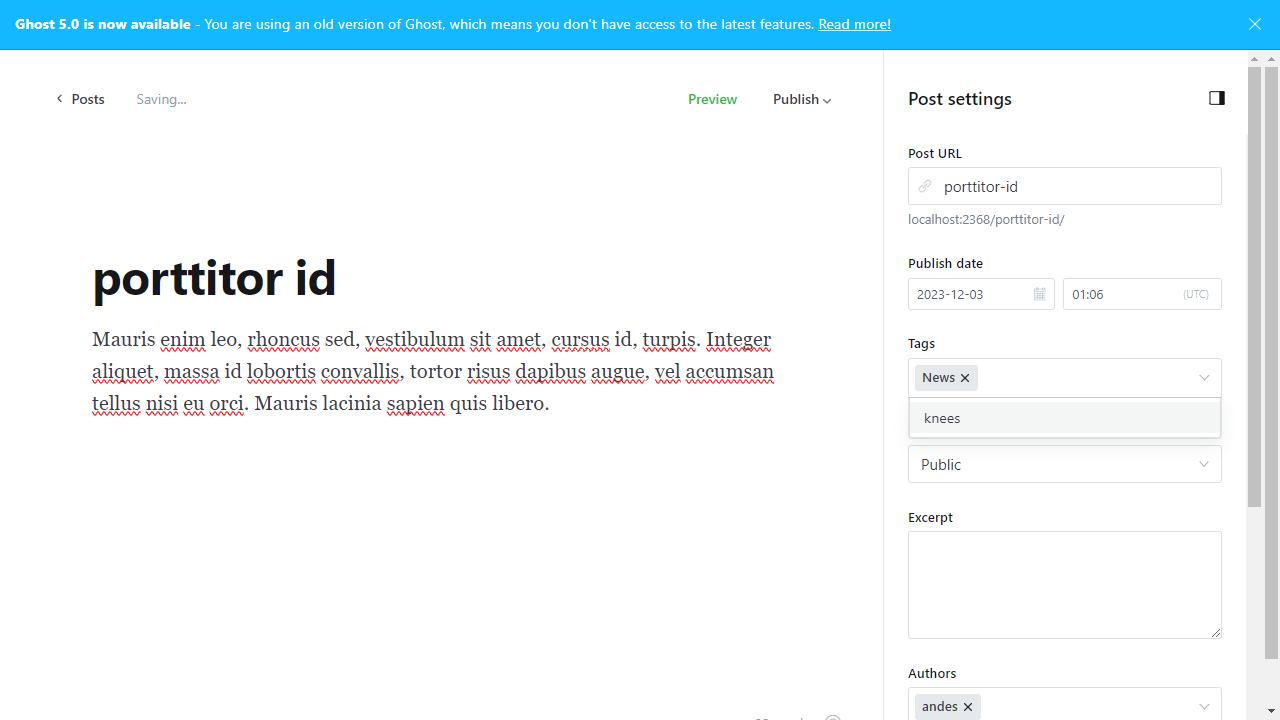 Ghost 5.0 is now available - You are using an old version of Ghost, which means you don't have access to the latest features. Read more!
Posts
Saving...
Preview
Publish
Post settings
Post URL
porttitor-id
localhost:2368/porttitor-id/
Publish date
2023-12-03
01:06
(UTC)
Tags
News
knees
Public
Excerpt
Authors
andes
porttitor id
Mauris enim leo, rhoncus sed, vestibulum sit amet, cursus id, turpis. Integer
aliquet, massa id lobortis convallis, tortor risus dapibus augue, vel accumsan
tellus nisi eu orci. Mauris lacinia sapien quis libero.